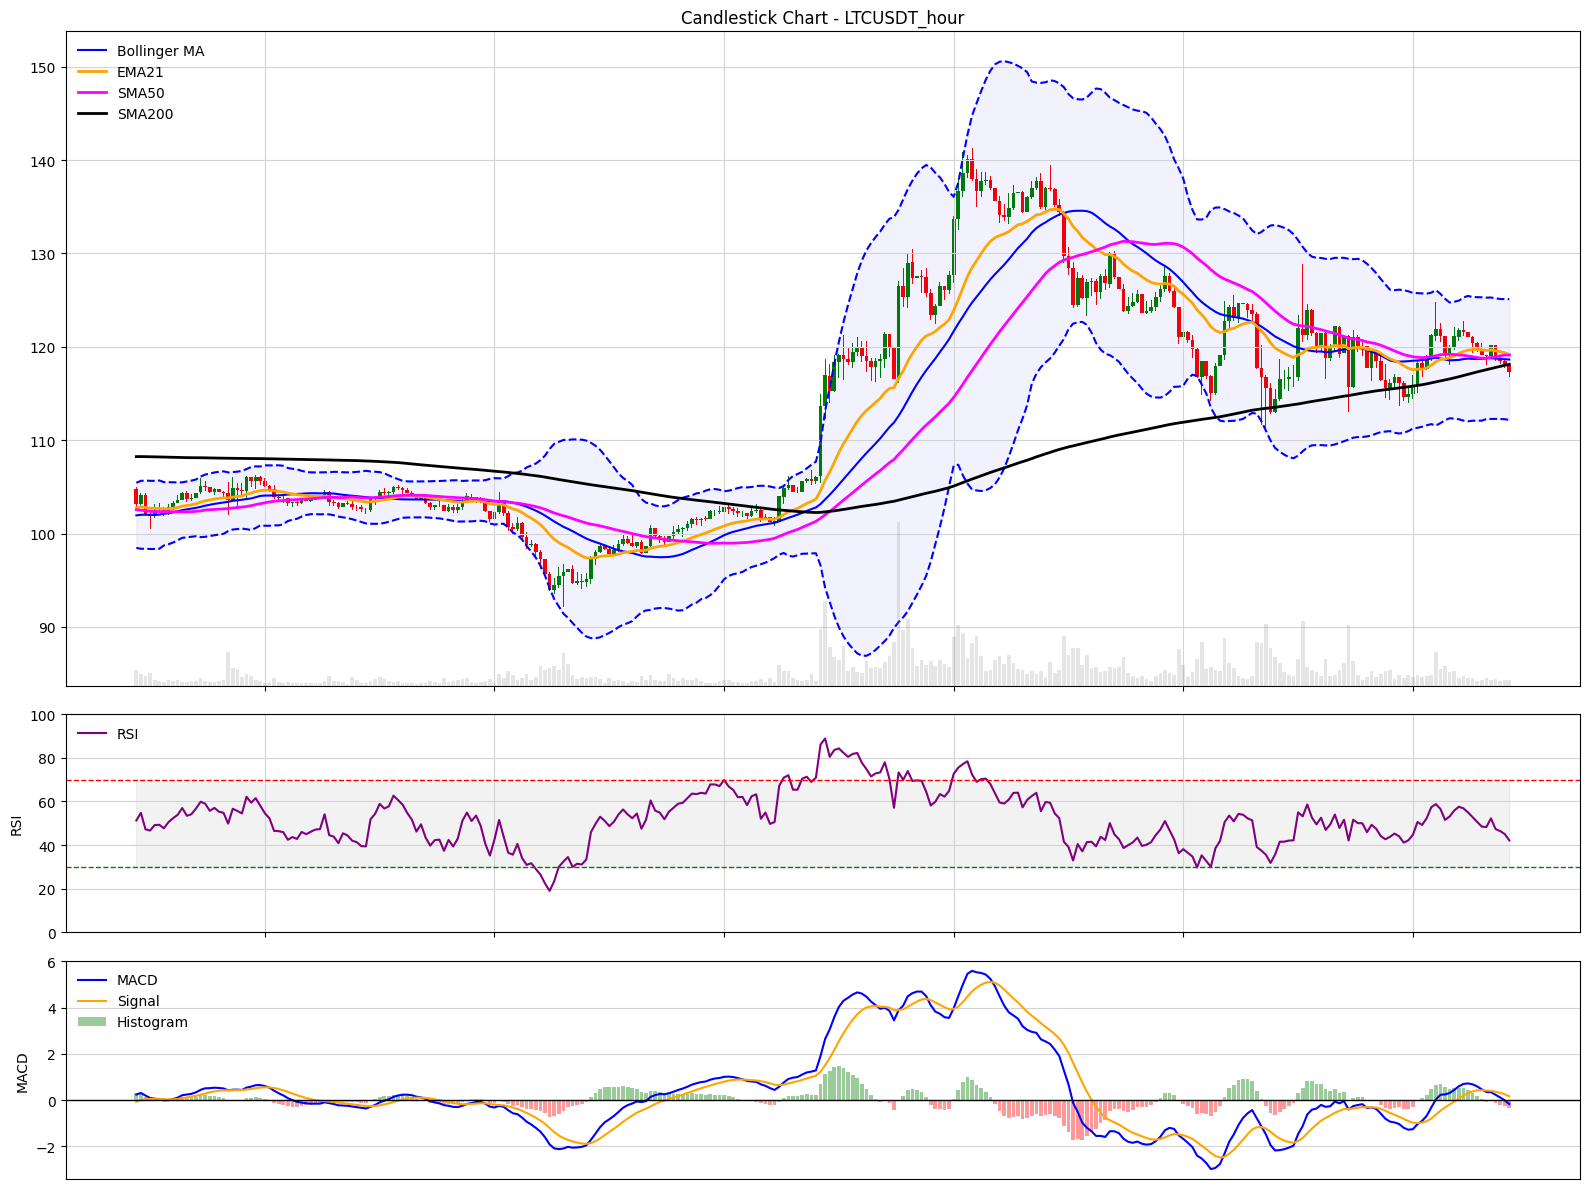 Candlestick Chart - LTCUSDT_hour
Bollinger MA
EMA21
SMA50
SMA200
150
140
130
120
110
100
90
RSI
100
80
60
40
20
0
RSI
MACD
Signal
Histogram
6
4
2
0
−2
MACD